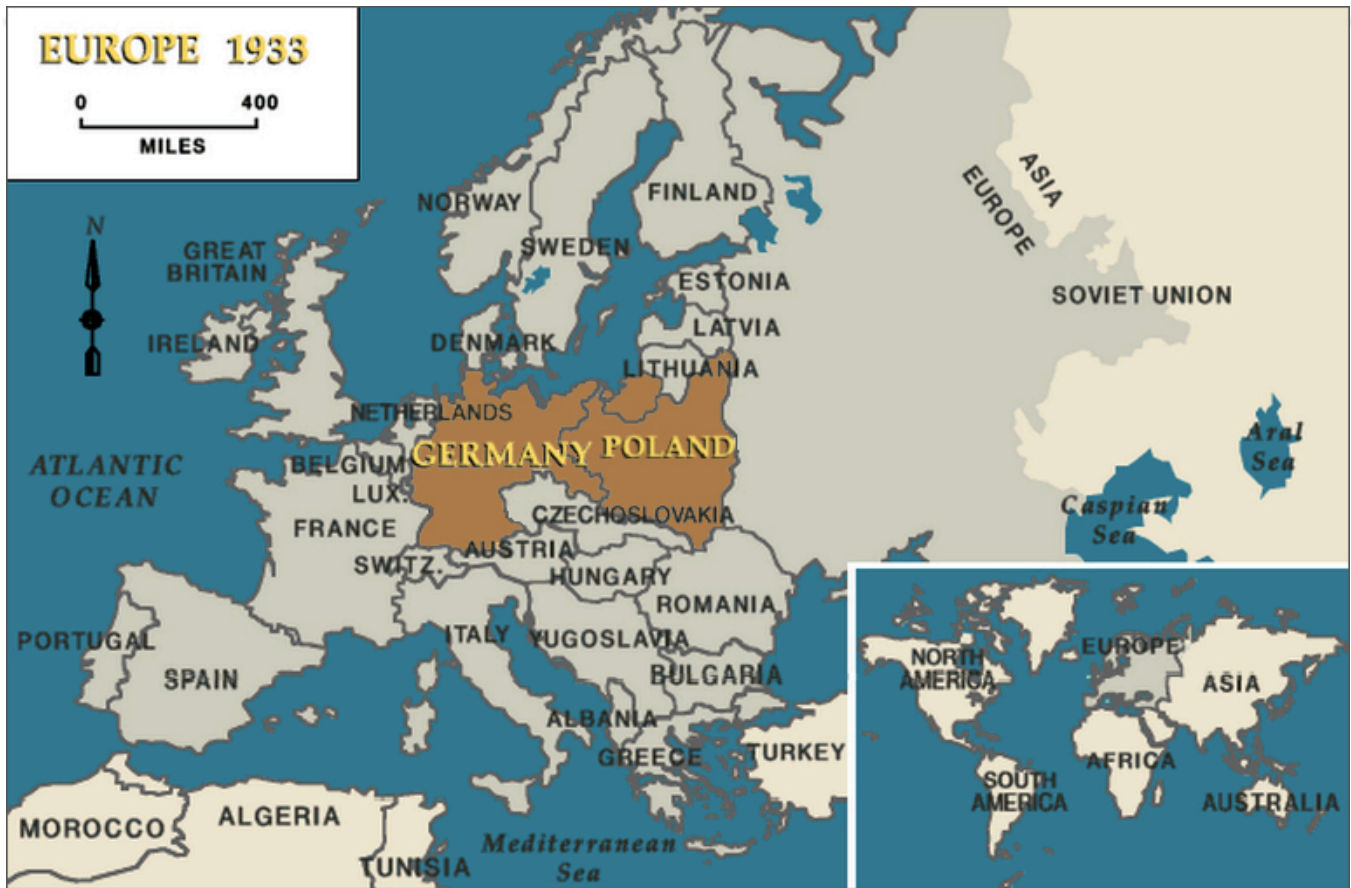 EUROPE 1933
0 400
MILES
N
NORWAY
FINLAND
SWEDEN
GREAT
BRITAIN
ESTONIA
IRELAND
DENMARK
LATVIA
LITHUANIA
NETHERLANDS
GERMANY
POLAND
BELGIUM
LUX.
ATLANTIC
OCEAN
FRANCE
CZECHOSLOVAKIA
SWITZ.
AUSTRIA
HUNGARY
ROMANIA
PORTUGAL
SPAIN
ITALY
YUGOSLAVIA
BULGARIA
ALBANIA
GREECE
TURKEY
MOROCCO
ALGERIA
TUNISIA
Mediterranean
Sea
ASIA
EUROPE
SOVIET UNION
Aral
Sea
Caspian
Sea
NORTH
AMERICA
EUROPE
ASIA
AFRICA
SOUTH
AMERICA
AUSTRALIA